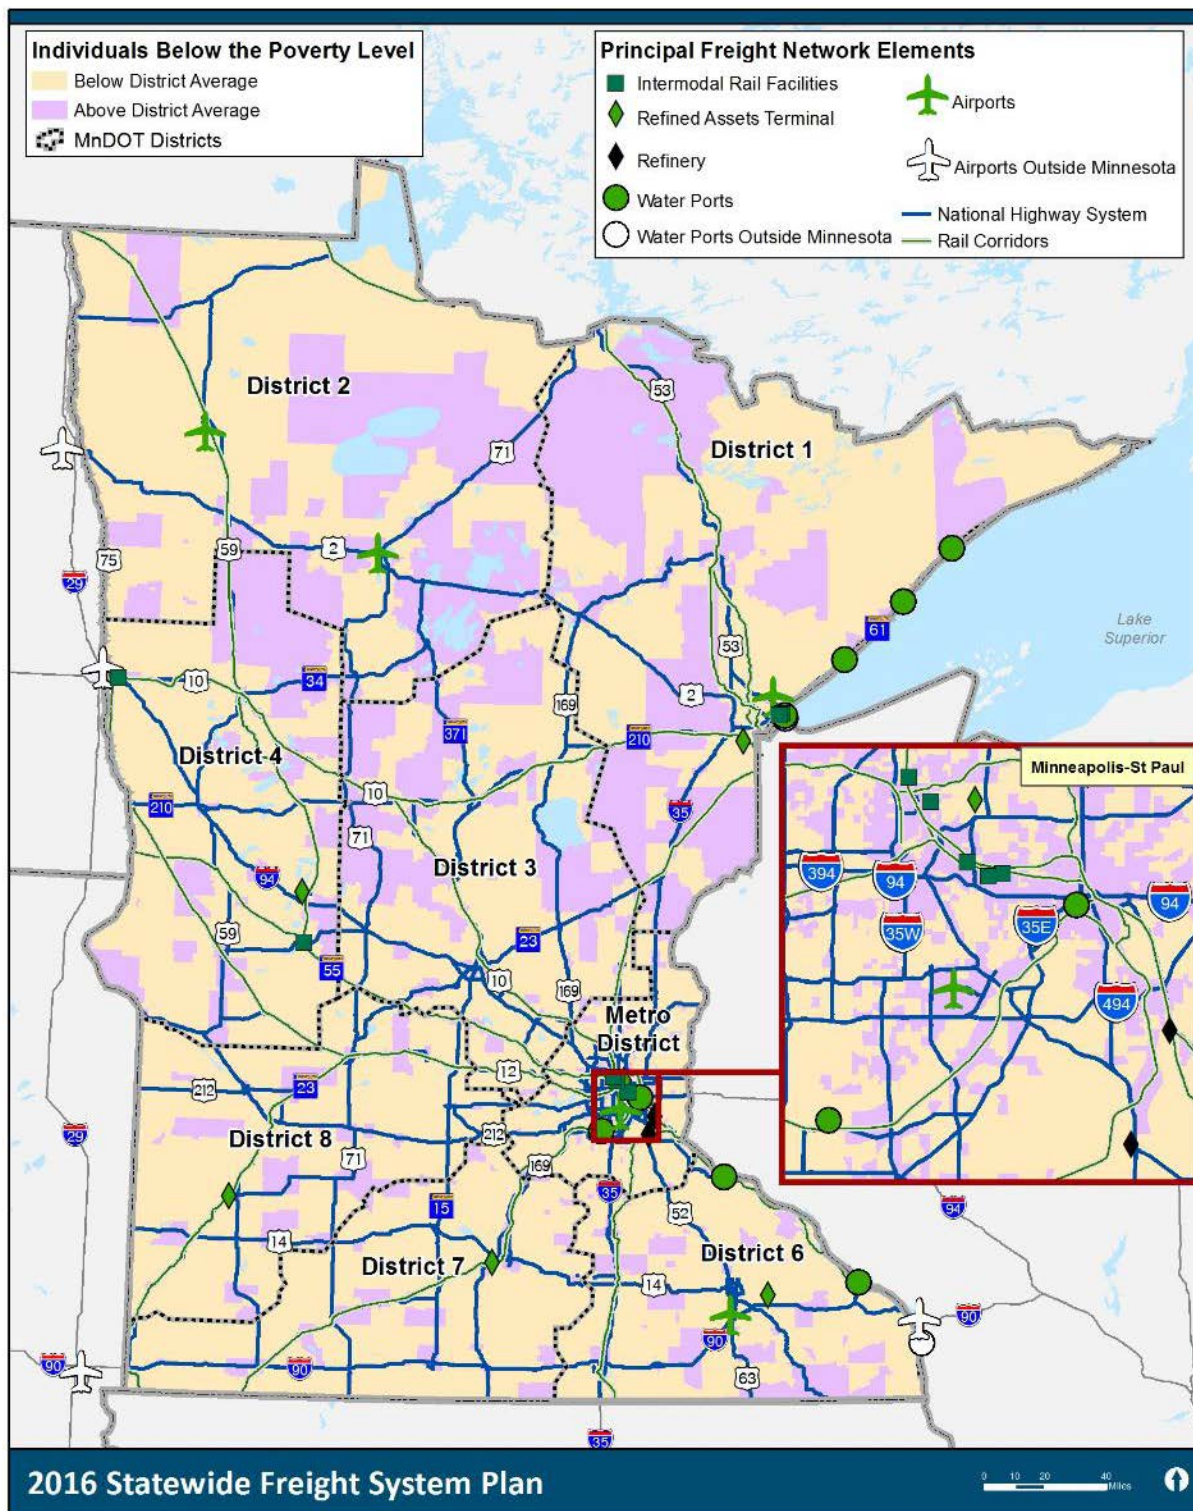 Individuals Below the Poverty Level
Below District Average
Above District Average
MnDOT Districts
Principal Freight Network Elements
Intermodal Rail Facilities
Refined Assets Terminal
Refinery
Water Ports
Water Ports Outside Minnesota
Airports
Airports Outside Minnesota
National Highway System
Rail Corridors
District 2
53
71
District 1
75
59
2
29
61
Lake
Superior
53
10
34
2
169
371
210
District 4
Minneapolis-St Paul
210
10
35
71
District 3
394
94
94
94
35W
35E
59
23
55
10
169
494
Metro
District
12
23
212
District 8
212
29
71
169
35
15
52
94
14
District 7
District 6
14
90
90
90
90
63
35
2016 Statewide Freight System Plan
0 10 20 40
Miles